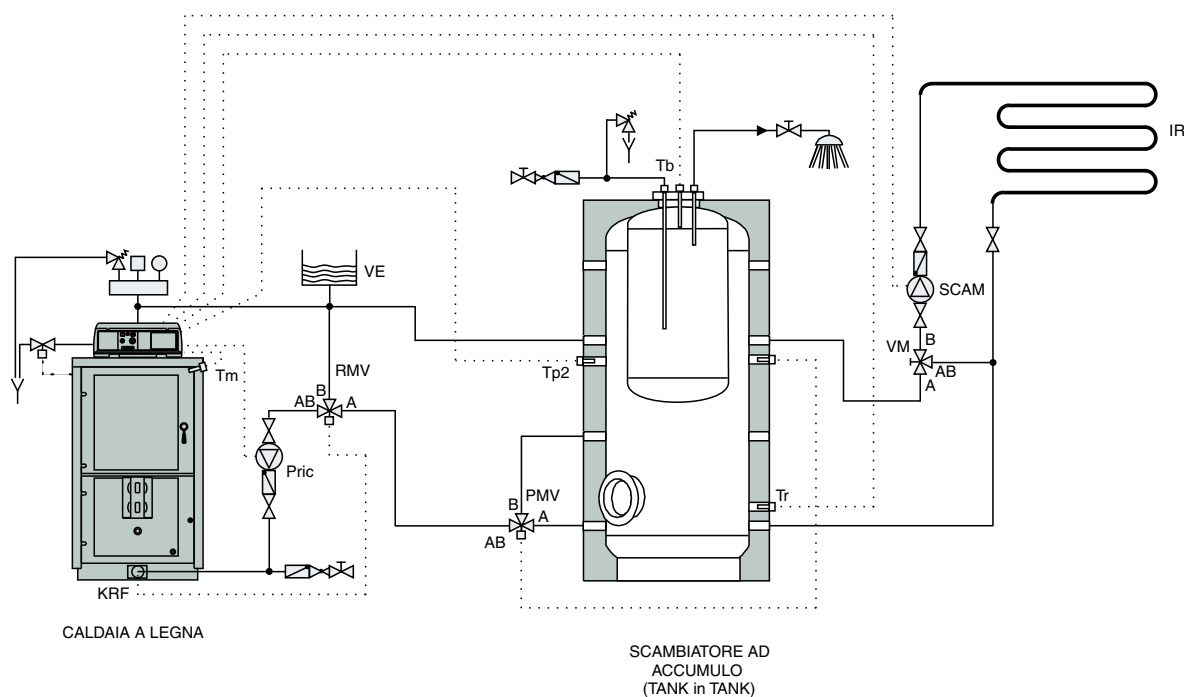 IR
Tb
VE
SCAM
B
VM
AB
A
Tm
RMV
Tp2
B
AB
A
Pric
Tr
B
PMV
A
AB
KRF
CALDAIA A LEGNA
SCAMBIATORE AD
ACCUMULO
(TANK in TANK)